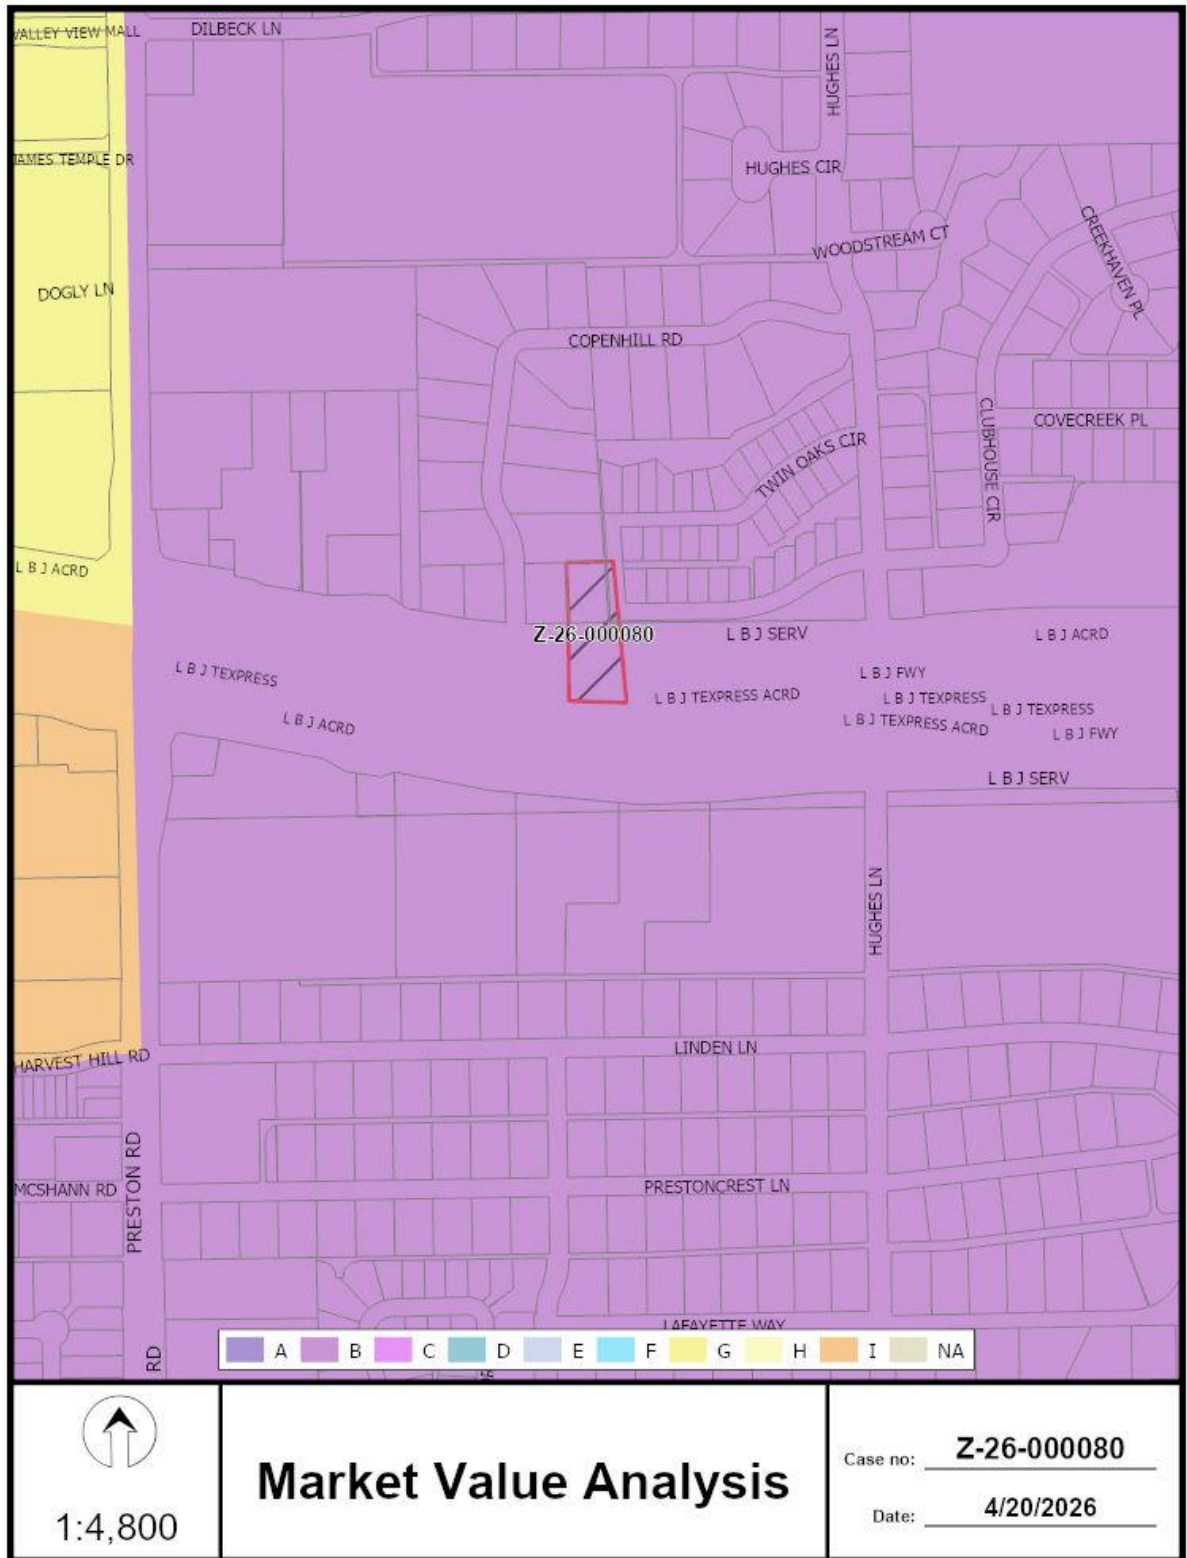 VALLEY VIEW MALL
DILBECK LN
HUGHES LN
JAMES TEMPLE DR
HUGHES CIR
CREEKHAVEN PL
WOODSTREAM CT
DOGLY LN
COPENHILL RD
CLUBHOUSE CIR
COVECREEK PL
TWIN OAKS CIR
L B J ACRD
Z-26-000080
L B J SERV
L B J ACRD
L B J TEXPRESS
L B J FWY
L B J TEXPRESS ACRD
L B J TEXPRESS
L B J TEXPRESS
L B J ACRD
L B J TEXPRESS ACRD
L B J FWY
L B J SERV
HUGHES LN
LINDEN LN
HARVEST HILL RD
PRESTON RD
MCSHANN RD
PRESTONCREST LN
LAFAYETTE WAY
RD
A B C D E F G H I NA
1:4,800
Market Value Analysis
Case no: Z-26-000080
Date: 4/20/2026